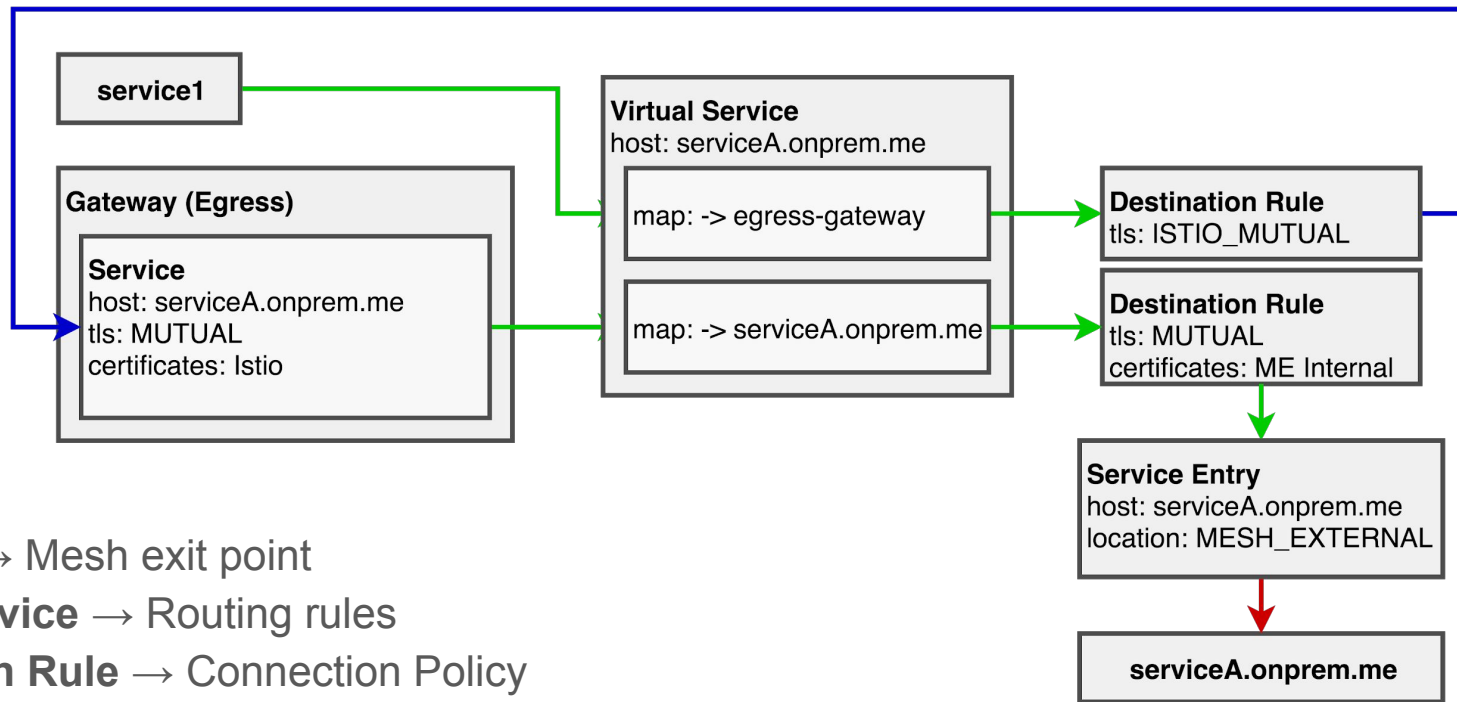 service1
Gateway (Egress)
Service
host: serviceA.onprem.me
tls: MUTUAL
certificates: Istio
Virtual Service
host: serviceA.onprem.me
map: -> egress-gateway
map: -> serviceA.onprem.me
Destination Rule
tls: ISTIO_MUTUAL
Destination Rule
tls: MUTUAL
certificates: ME Internal
Service Entry
host: serviceA.onprem.me
location: MESH_EXTERNAL
serviceA.onprem.me
→ Mesh exit point
vice → Routing rules
n Rule → Connection Policy